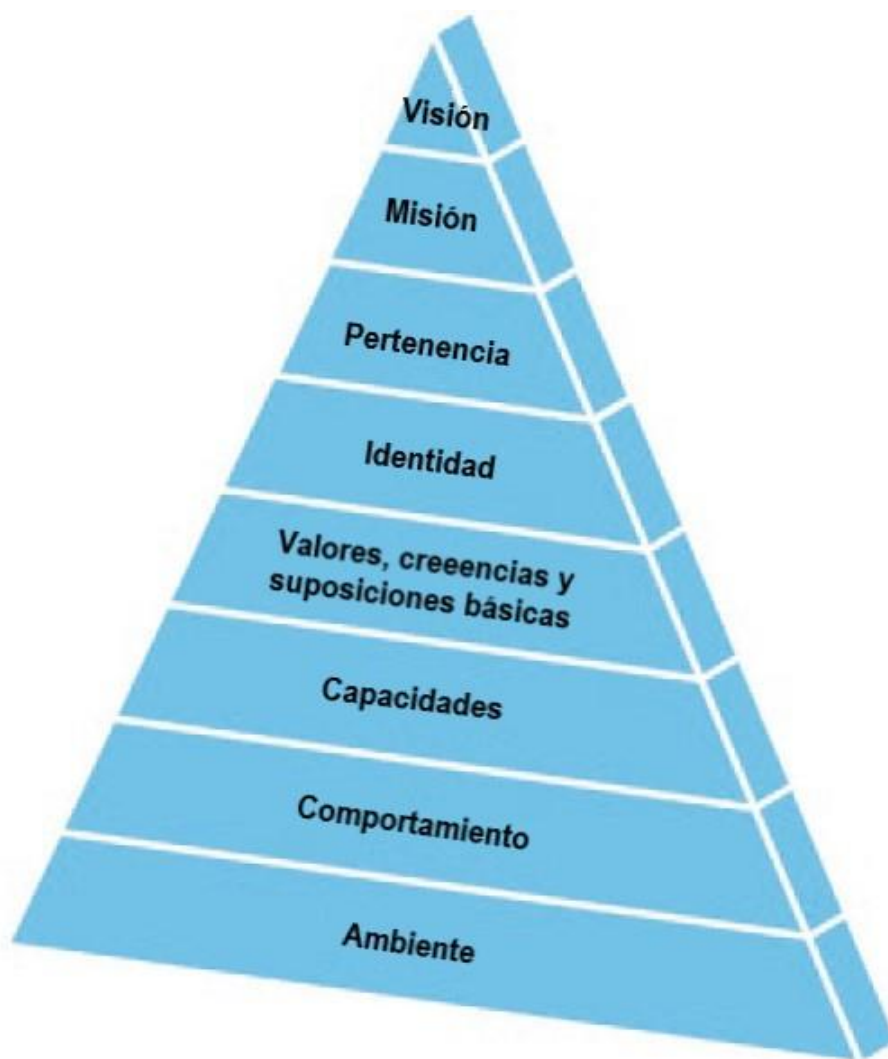 Visión
Misión
Pertenencia
Identidad
Valores, creeencias y
suposiciones básicas
Capacidades
Comportamiento
Ambiente